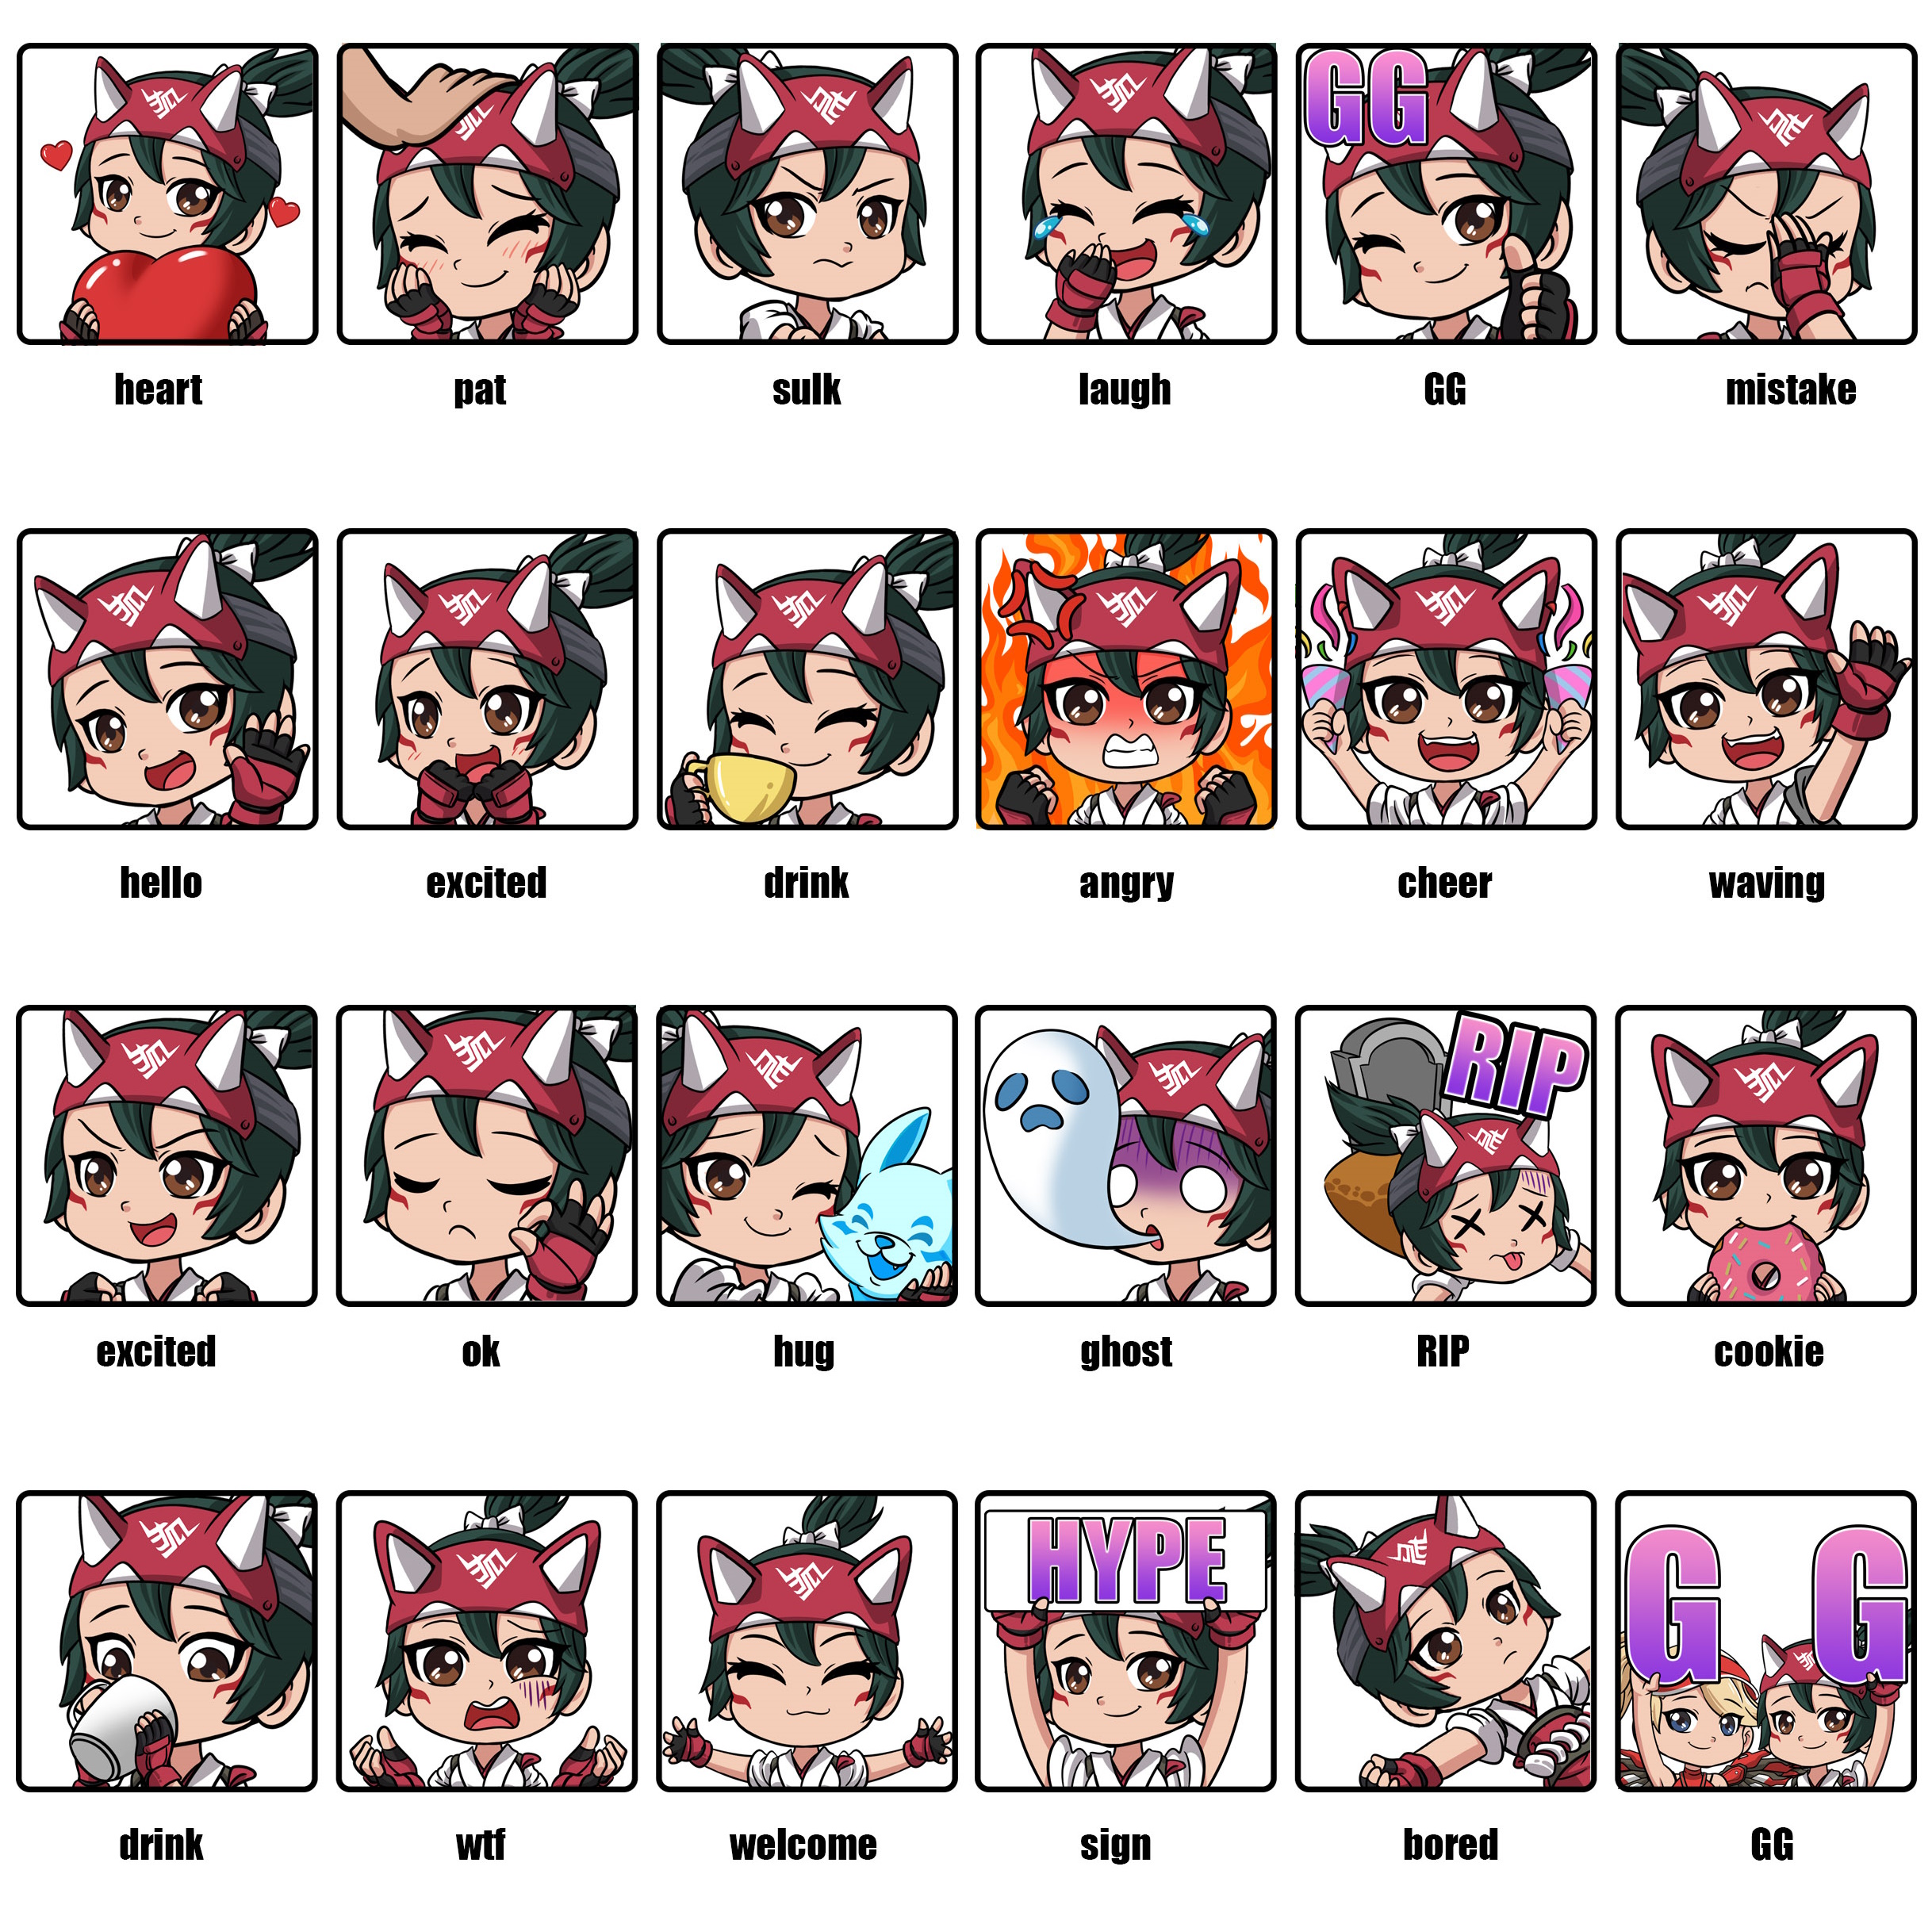 GG
heart pat sulk laugh GG mistake
hello excited drink angry cheer waving
RIP
excited ok hug ghost RIP cookie
HYPE
G G
drink wtf welcome sign bored GG